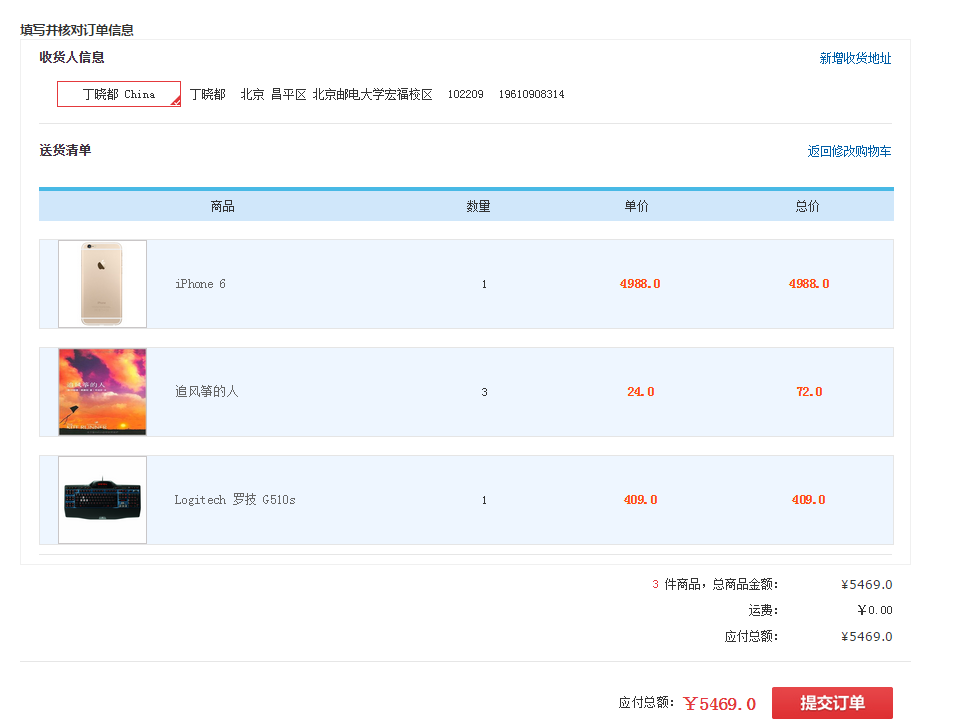 填写并核对订单信息
收货人信息 新增收货地址
丁晓都 China 丁晓都 北京 昌平区 北京邮电大学宏福校区 102209 19610908314
送货清单 返回修改购物车
商品 数量 单价 总价
iPhone 6 1 4988.0 4988.0
追风筝的人
追风筝的人 3 24.0 72.0
Logitech 罗技 G510s 1 409.0 409.0
3 件商品，总商品金额： ¥5469.0
运费： ￥0.00
应付总额： ¥5469.0
应付总额： ￥5469.0 提交订单